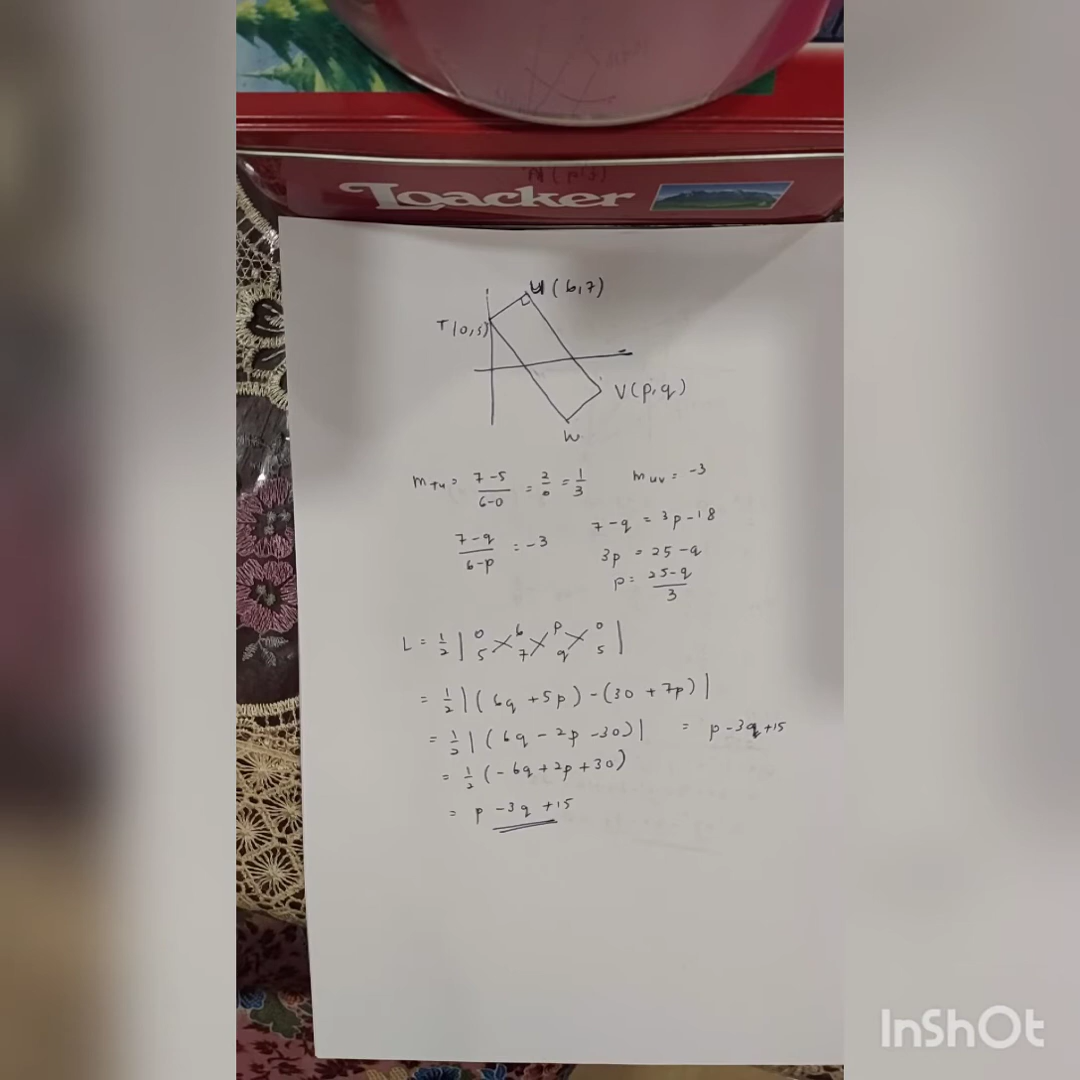 Loacker
U(6,7)
T(0,5)
V(p,q)
W
m_TU = 7-5/6-0 = 2/6 = 1/3   m_UV = -3
7-q/6-p = -3   7-q = 3p-18
3p = 25-q
p = 25-q/3
L = 1/2 | 0 6 p 0
5 7 q 5 |
= 1/2 |(6q + 5p) - (30 + 7p)|
= 1/2 |(6q - 2p - 30)|   = p-3q+15
= 1/2 (-6q + 2p + 30)
= p - 3q + 15
InShOt